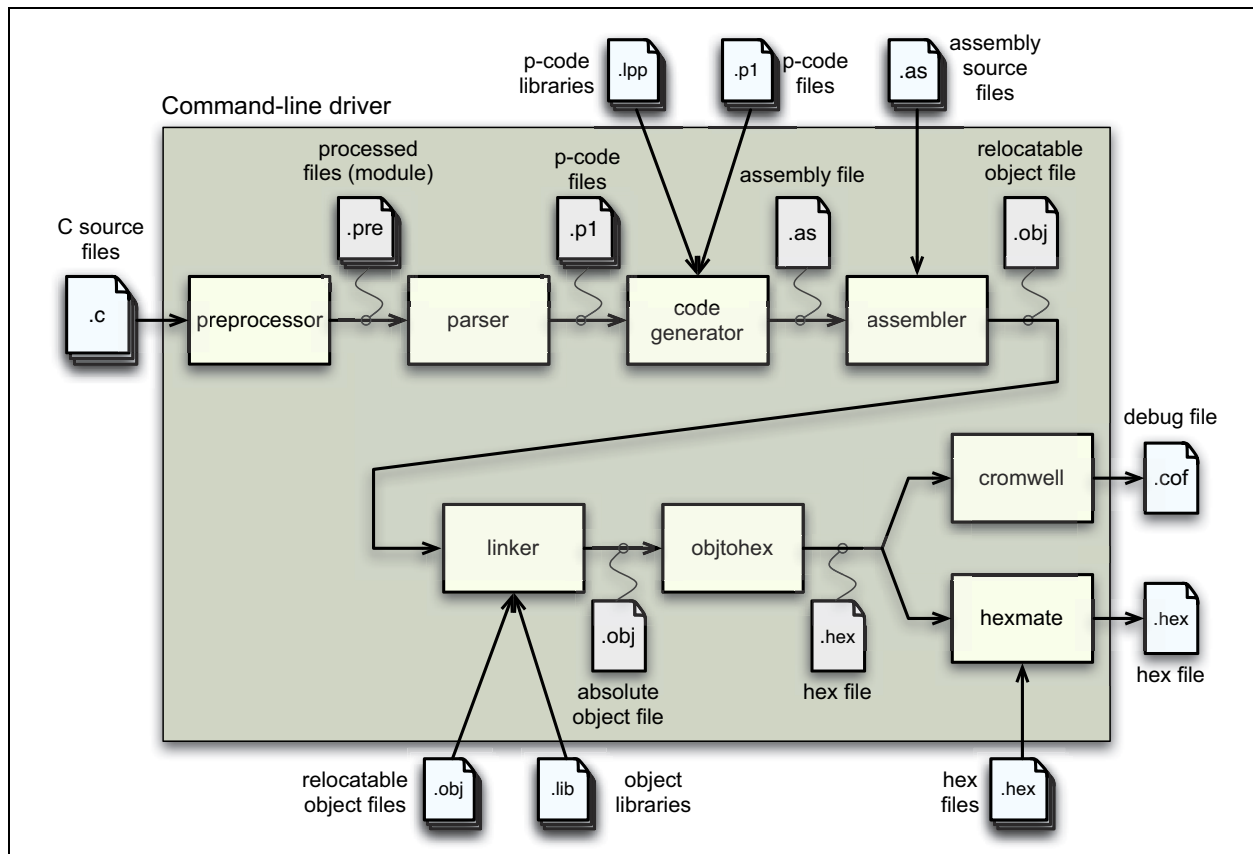 p-code
libraries
.lpp
.p1
p-code
files
.as
assembly
source
files
Command-line driver
processed
files (module)
.pre
p-code
files
.p1
assembly file
.as
relocatable
object file
.obj
C source
files
.c
preprocessor
parser
code
generator
assembler
debug file
cromwell
.cof
linker
objtohex
.obj
absolute
object file
.hex
hex file
hexmate
.hex
hex file
relocatable
object files
.obj
.lib
object
libraries
hex
files
.hex